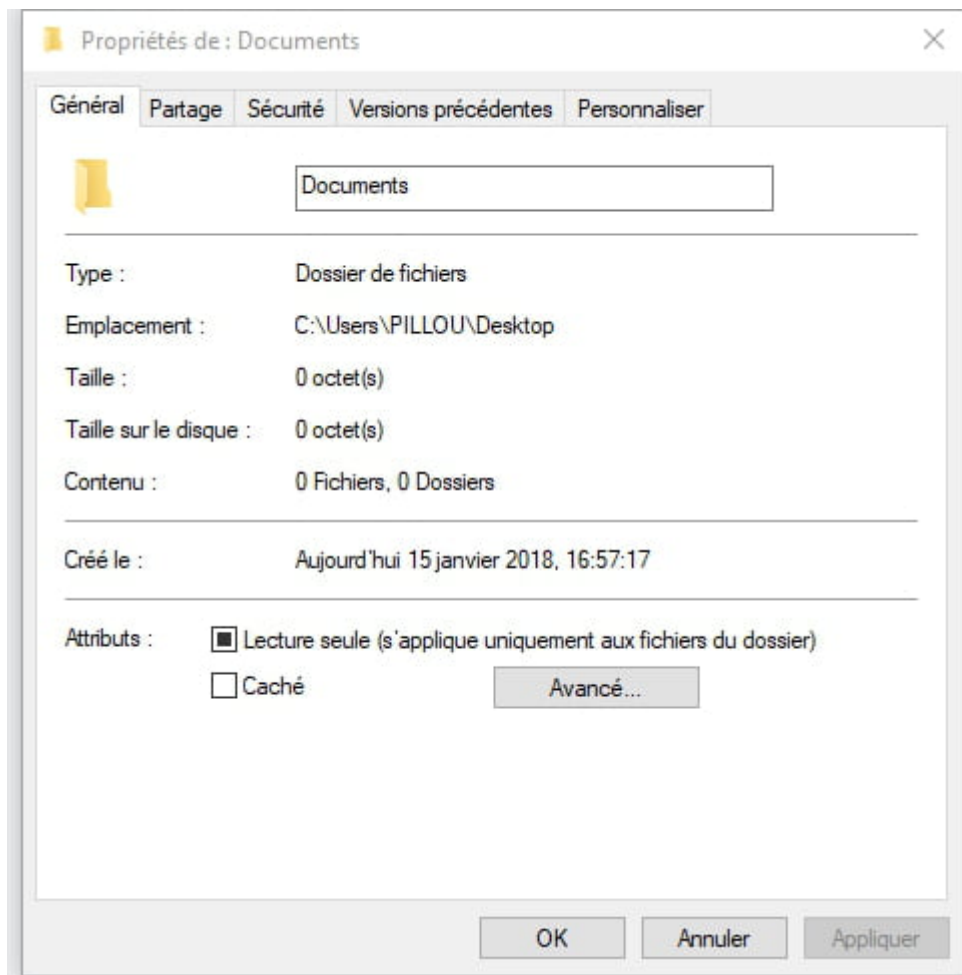 Propriétés de : Documents
Général Partage Sécurité Versions précédentes Personnaliser
Documents
Type : Dossier de fichiers
Emplacement : C:\Users\PILLOU\Desktop
Taille : 0 octet(s)
Taille sur le disque : 0 octet(s)
Contenu : 0 Fichiers, 0 Dossiers
Créé le : Aujourd'hui 15 janvier 2018, 16:57:17
Attributs : Lecture seule (s'applique uniquement aux fichiers du dossier)
Caché Avancé...
OK Annuler Appliquer